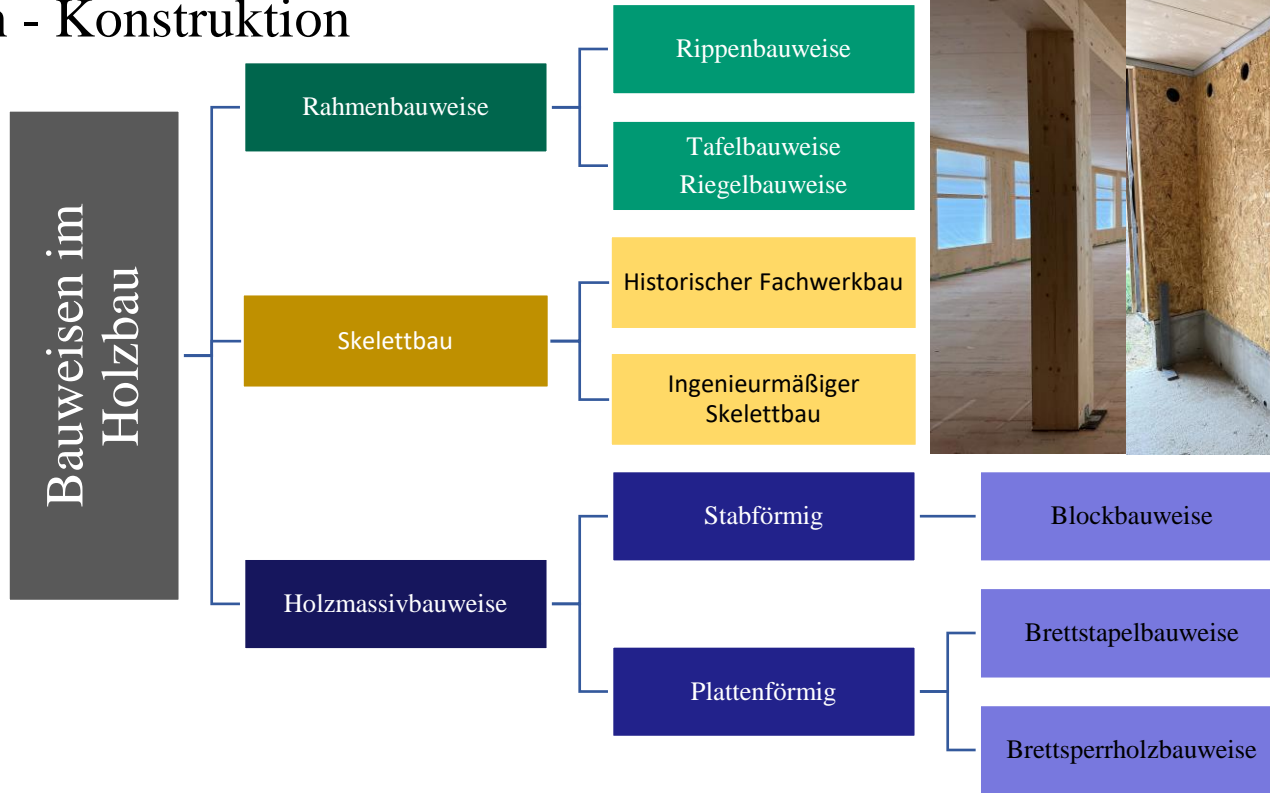 - Konstruktion
Bauweisen im
Holzbau
Rahmenbauweise
Rippenbauweise
Tafelbauweise
Riegelbauweise
Skelettbau
Historischer Fachwerkbau
Ingenieurmäßiger
Skelettbau
Holzmassivbauweise
Stabförmig
Blockbauweise
Plattenförmig
Brettstapelbauweise
Brettsperrholzbauweise